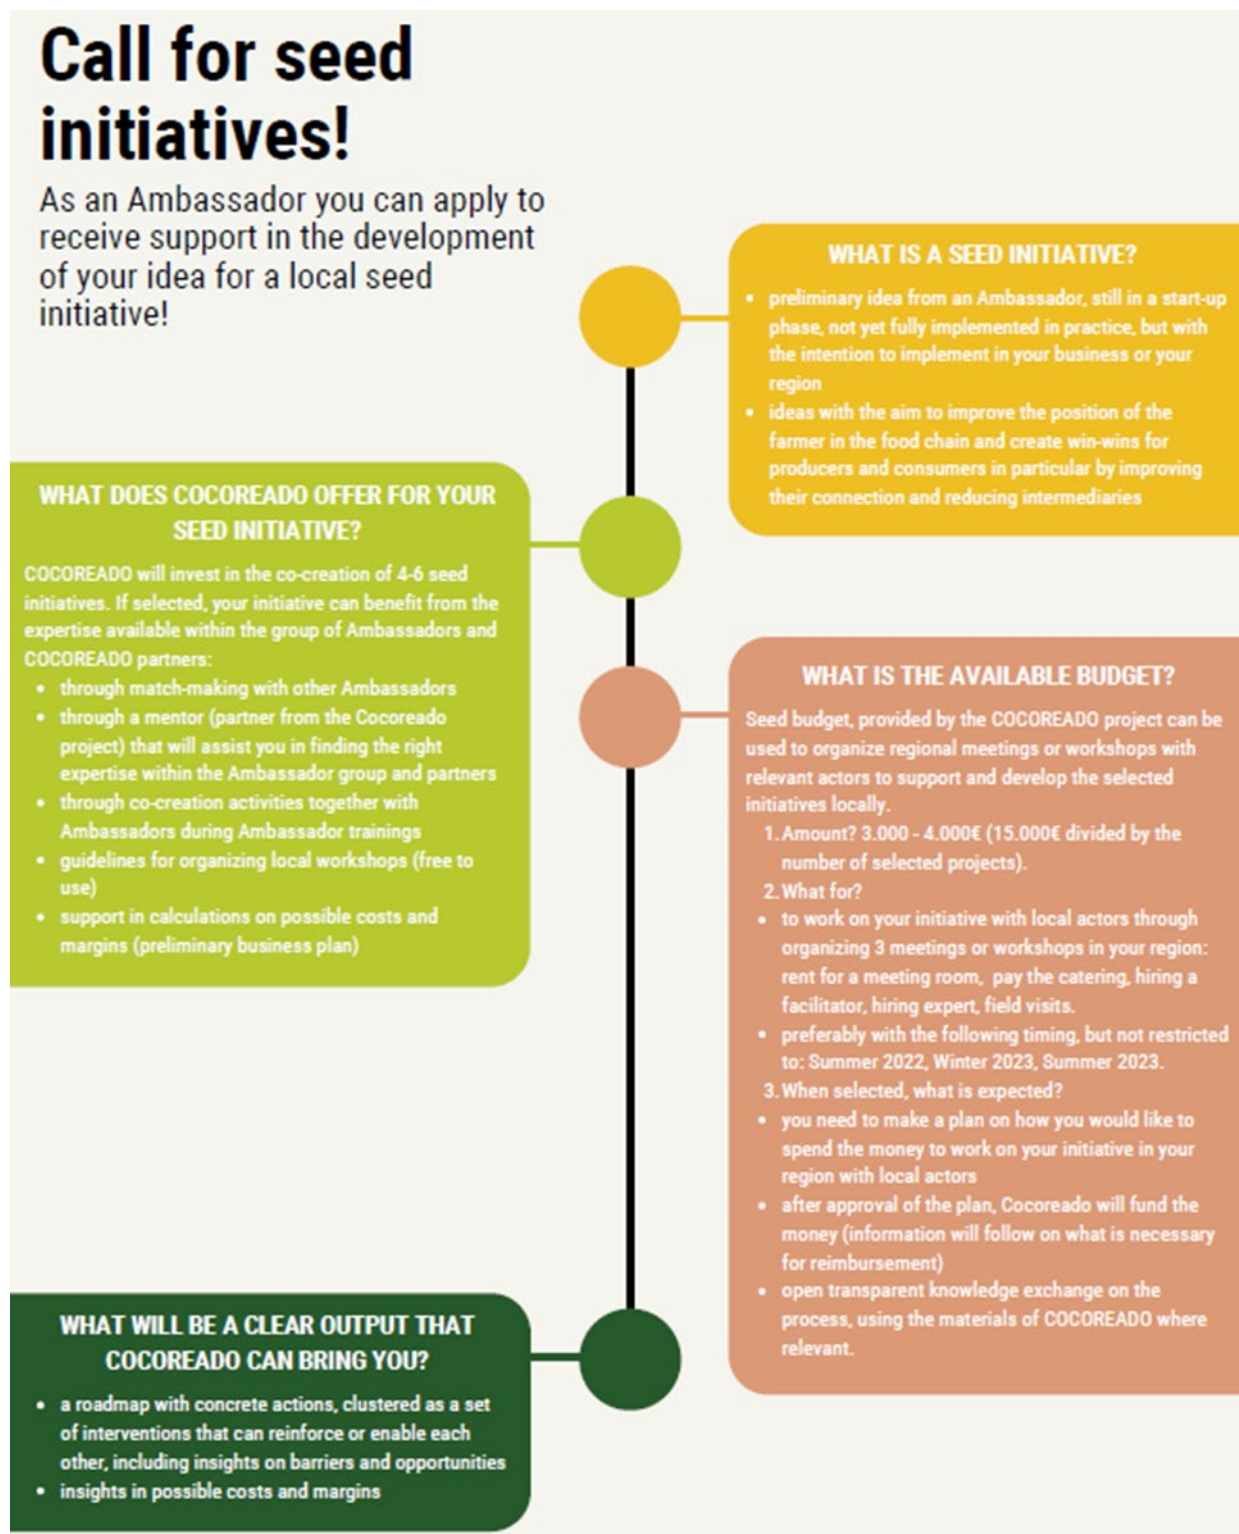 Call for seed
initiatives!
As an Ambassador you can apply to
receive support in the development
of your idea for a local seed
initiative!
WHAT IS A SEED INITIATIVE?
• preliminary idea from an Ambassador, still in a start-up
phase, not yet fully implemented in practice, but with
the intention to implement in your business or your
region
• ideas with the aim to improve the position of the
farmer in the food chain and create win-wins for
producers and consumers in particular by improving
their connection and reducing intermediaries
WHAT DOES COCOREADO OFFER FOR YOUR
SEED INITIATIVE?
COCOREADO will invest in the co-creation of 4-6 seed
initiatives. If selected, your initiative can benefit from the
expertise available within the group of Ambassadors and
COCOREADO partners:
• through match-making with other Ambassadors
• through a mentor (partner from the Cocoreado
project) that will assist you in finding the right
expertise within the Ambassador group and partners
• through co-creation activities together with
Ambassadors during Ambassador trainings
• guidelines for organizing local workshops (free to
use)
• support in calculations on possible costs and
margins (preliminary business plan)
WHAT IS THE AVAILABLE BUDGET?
Seed budget, provided by the COCOREADO project can be
used to organize regional meetings or workshops with
relevant actors to support and develop the selected
initiatives locally.
1. Amount? 3.000 - 4.000€ (15.000€ divided by the
number of selected projects).
2. What for?
• to work on your initiative with local actors through
organizing 3 meetings or workshops in your region:
rent for a meeting room, pay the catering, hiring a
facilitator, hiring expert, field visits.
• preferably with the following timing, but not restricted
to: Summer 2022, Winter 2023, Summer 2023.
3. When selected, what is expected?
• you need to make a plan on how you would like to
spend the money to work on your initiative in your
region with local actors
• after approval of the plan, Cocoreado will fund the
money (information will follow on what is necessary
for reimbursement)
• open transparent knowledge exchange on the
process, using the materials of COCOREADO where
relevant.
WHAT WILL BE A CLEAR OUTPUT THAT
COCOREADO CAN BRING YOU?
• a roadmap with concrete actions, clustered as a set
of interventions that can reinforce or enable each
other, including insights on barriers and opportunities
• insights in possible costs and margins